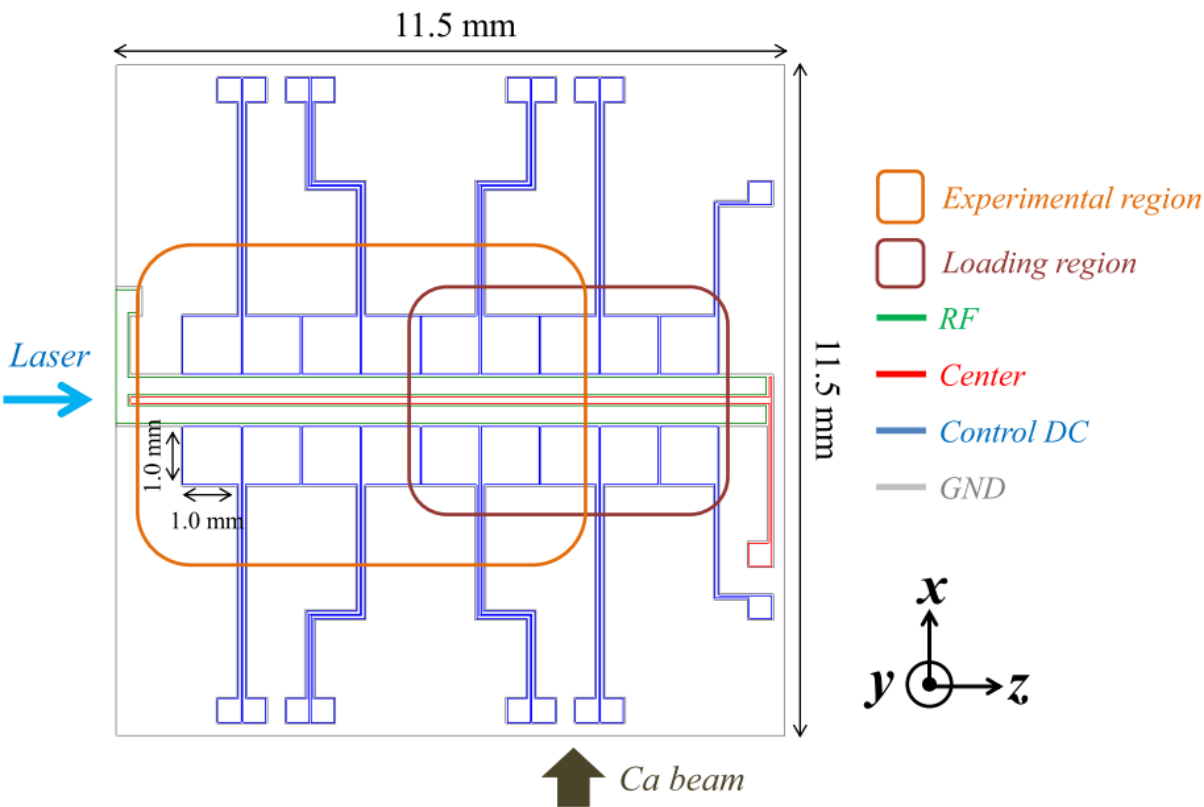 11.5 mm
Experimental region
Loading region
RF
Center
Control DC
GND
Laser
11.5 mm
1.0 mm
1.0 mm
x
y
z
Ca beam